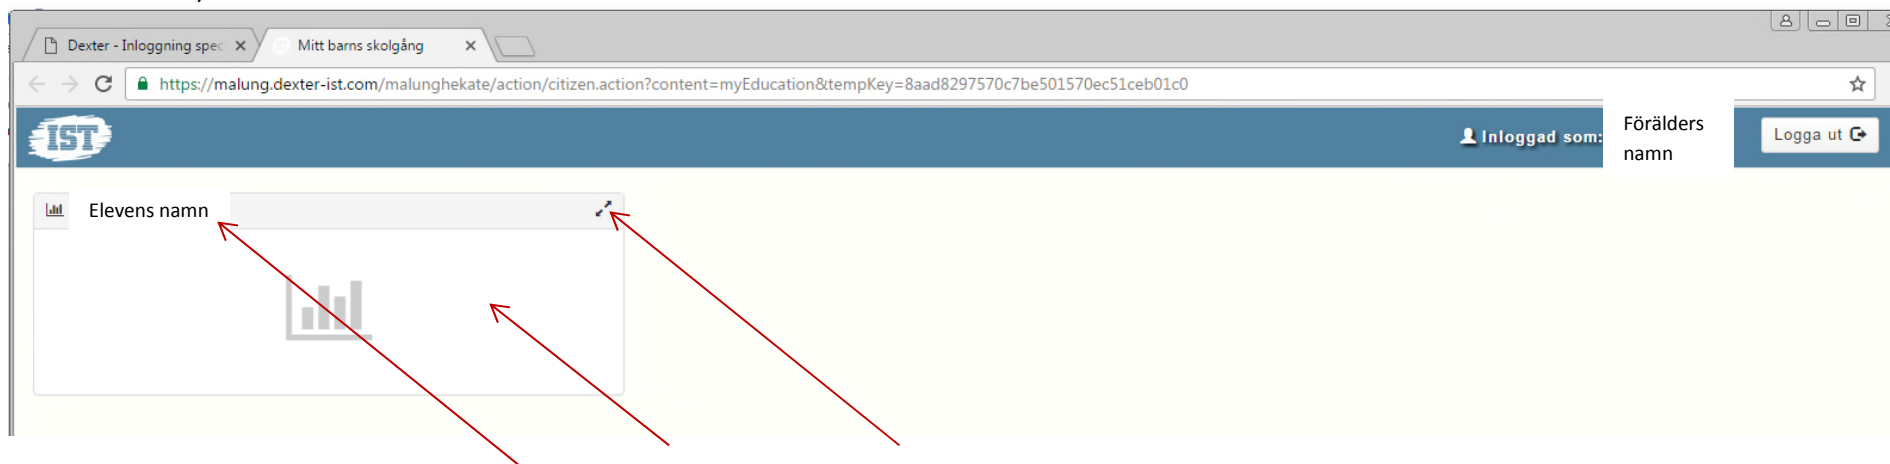 Dexter - Inloggning spec
Mitt barns skolgång
https://malung.dexter-ist.com/malunghekate/action/citizen.action?content=myEducation&tempKey=8aad8297570c7be501570ec51ceb01c0
IST
Inloggad som:
Förälders
namn
Logga ut
Elevens namn